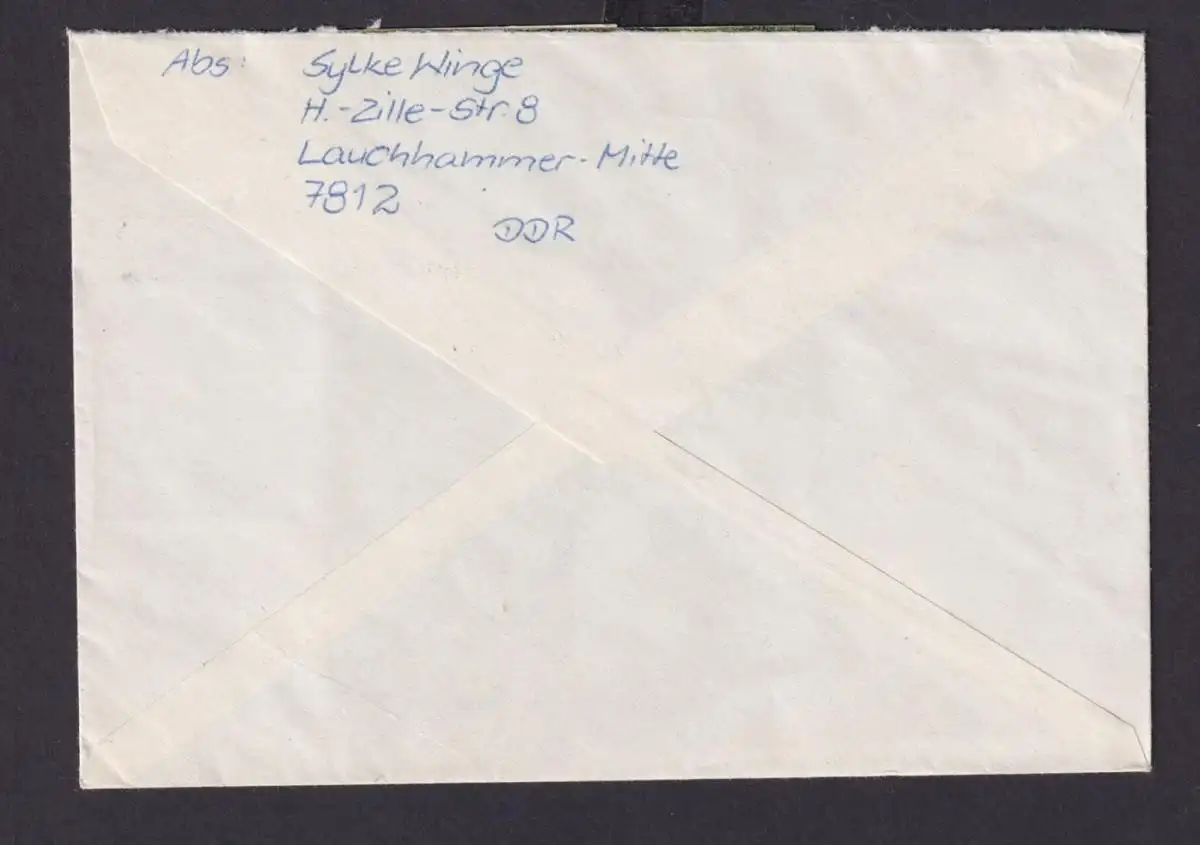 Abs: Sylke Winge
H.-Zille-Str. 8
Lauchhammer-Mitte
7812
DDR